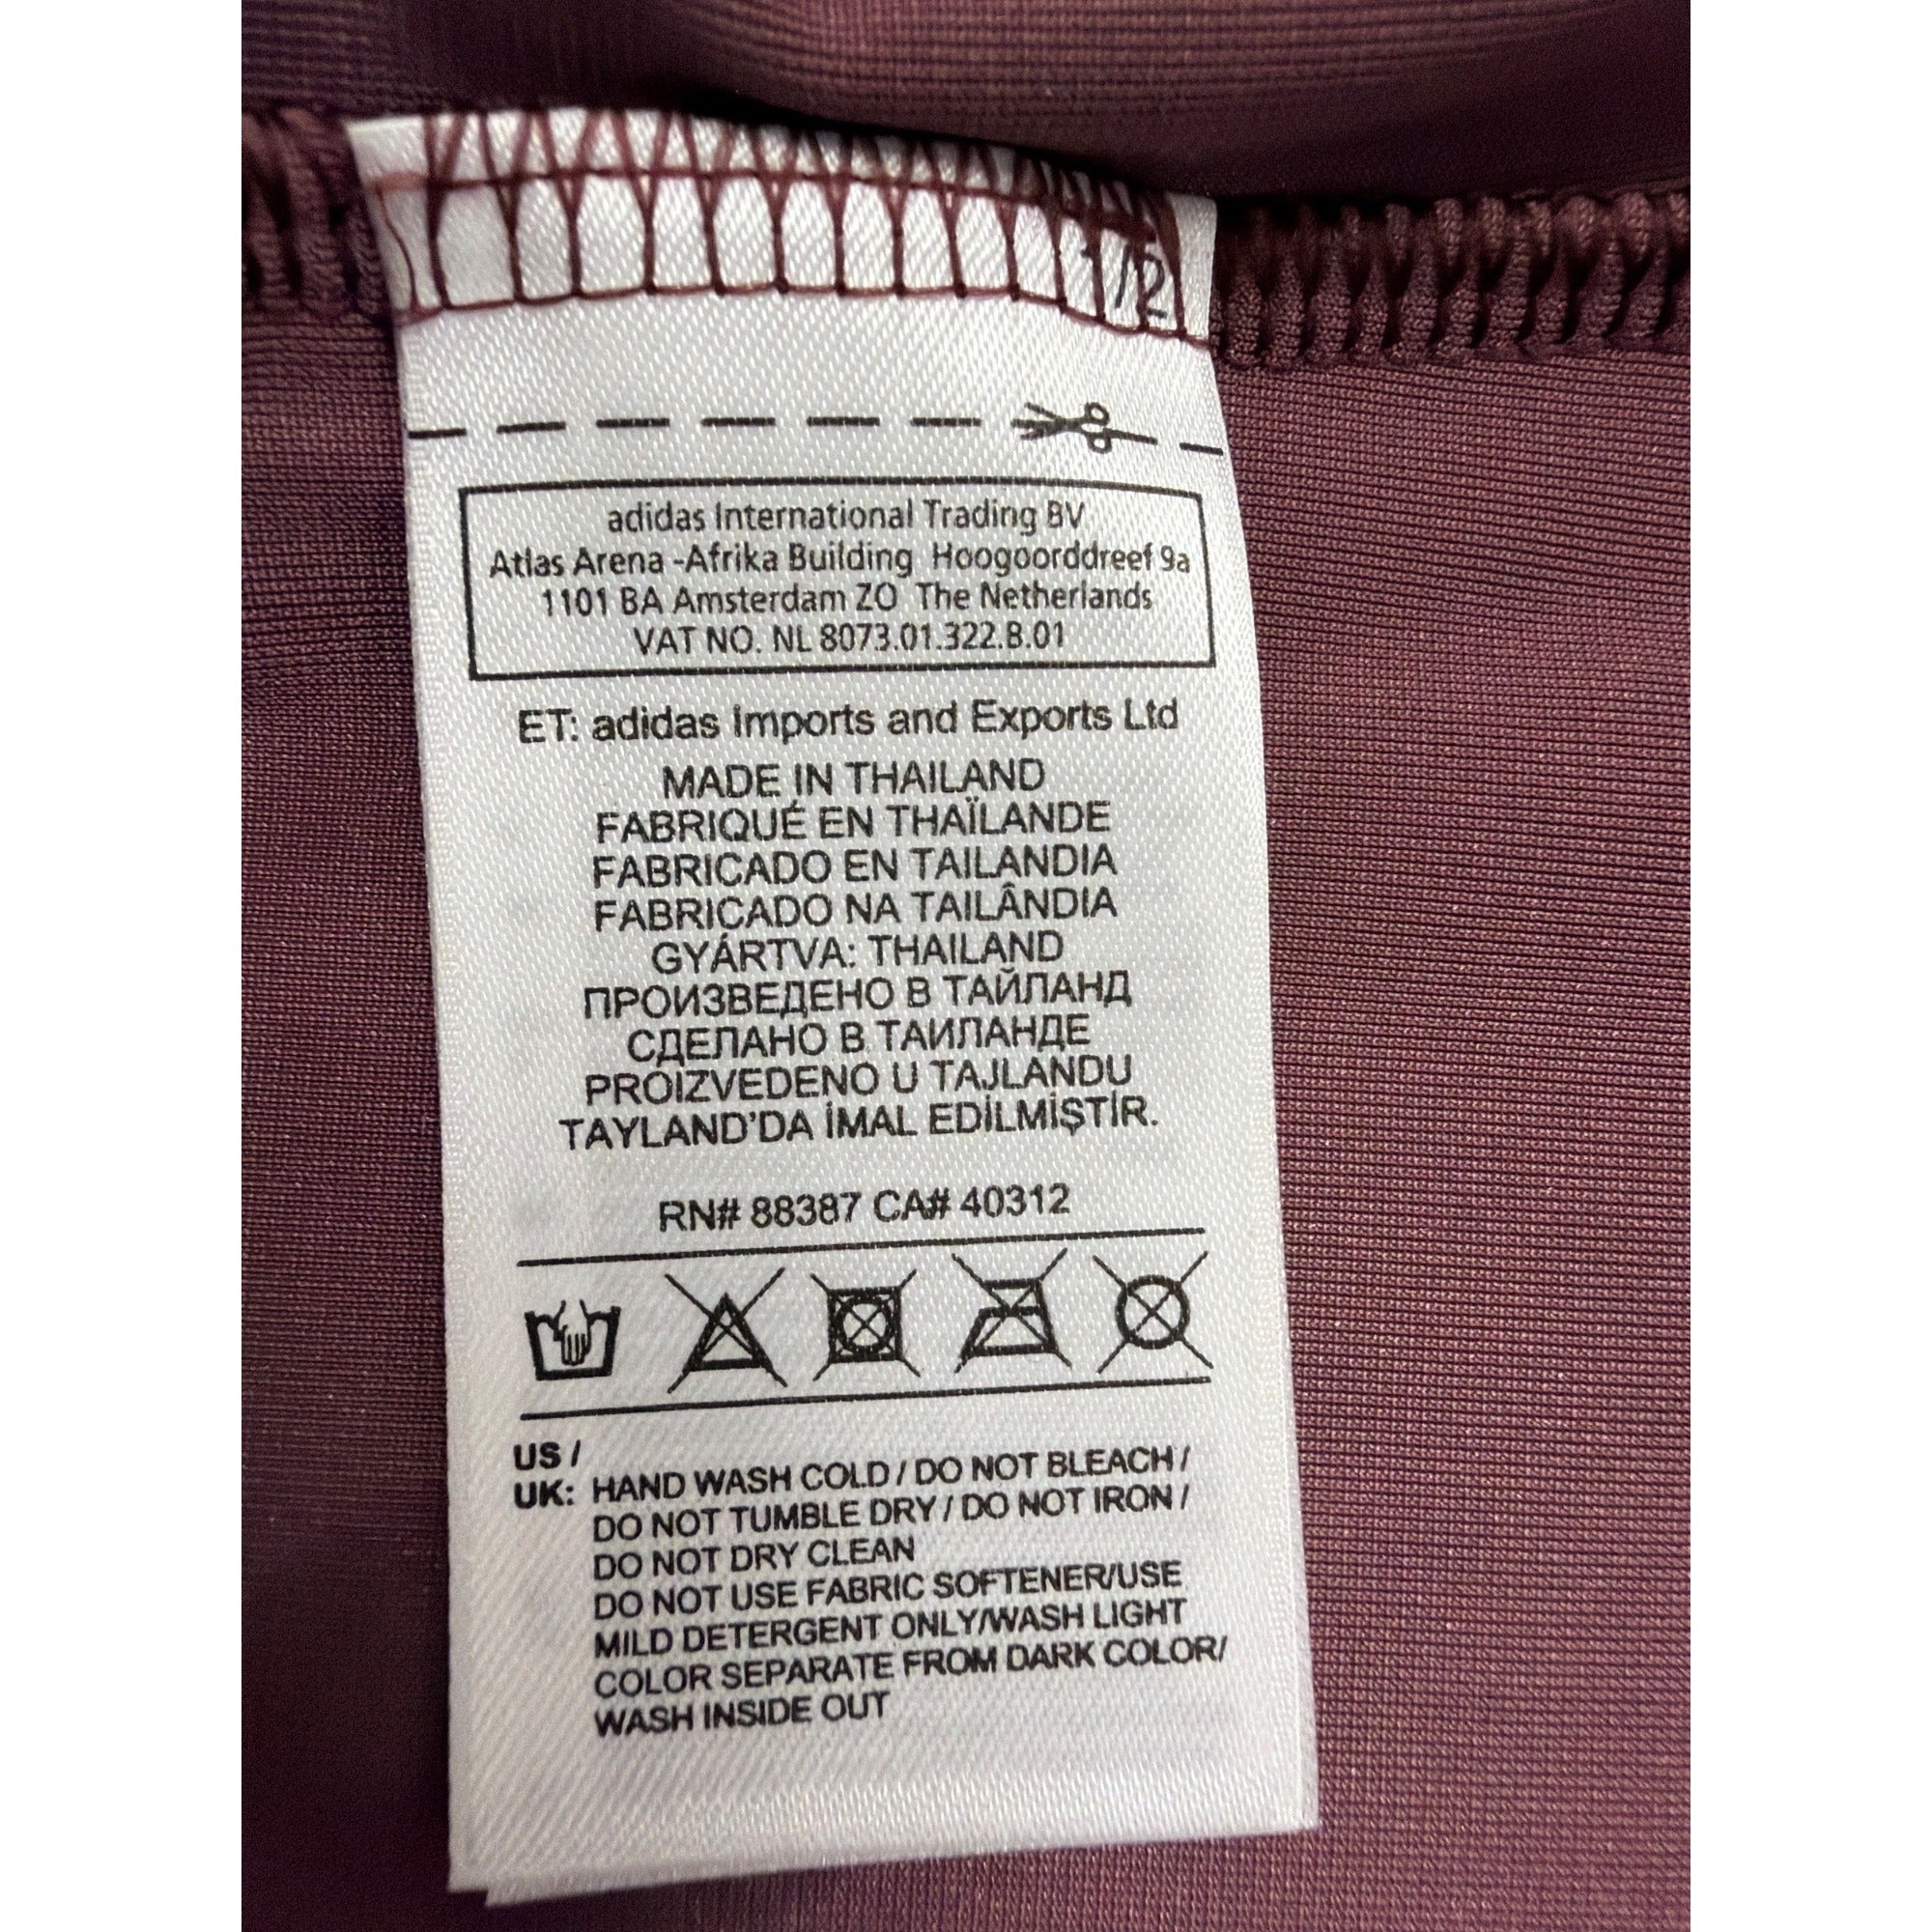 1/2
adidas International Trading BV
Atlas Arena -Afrika Building Hoogoorddreef 9a
1101 BA Amsterdam ZO The Netherlands
VAT NO. NL 8073.01.322.B.01
ET: adidas Imports and Exports Ltd
MADE IN THAILAND
FABRIQUÉ EN THAÏLANDE
FABRICADO EN TAILANDIA
FABRICADO NA TAILÂNDIA
GYÁRTVA: THAILAND
ПРОИЗВЕДЕНО В ТАЙЛАНД
СДЕЛАНО В ТАИЛАНДЕ
PROIZVEDENO U TAJLANDU
TAYLAND'DA İMAL EDİLMİŞTİR.
RN# 88387 CA# 40312
US /
UK: HAND WASH COLD / DO NOT BLEACH /
DO NOT TUMBLE DRY / DO NOT IRON /
DO NOT DRY CLEAN
DO NOT USE FABRIC SOFTENER/USE
MILD DETERGENT ONLY/WASH LIGHT
COLOR SEPARATE FROM DARK COLOR/
WASH INSIDE OUT